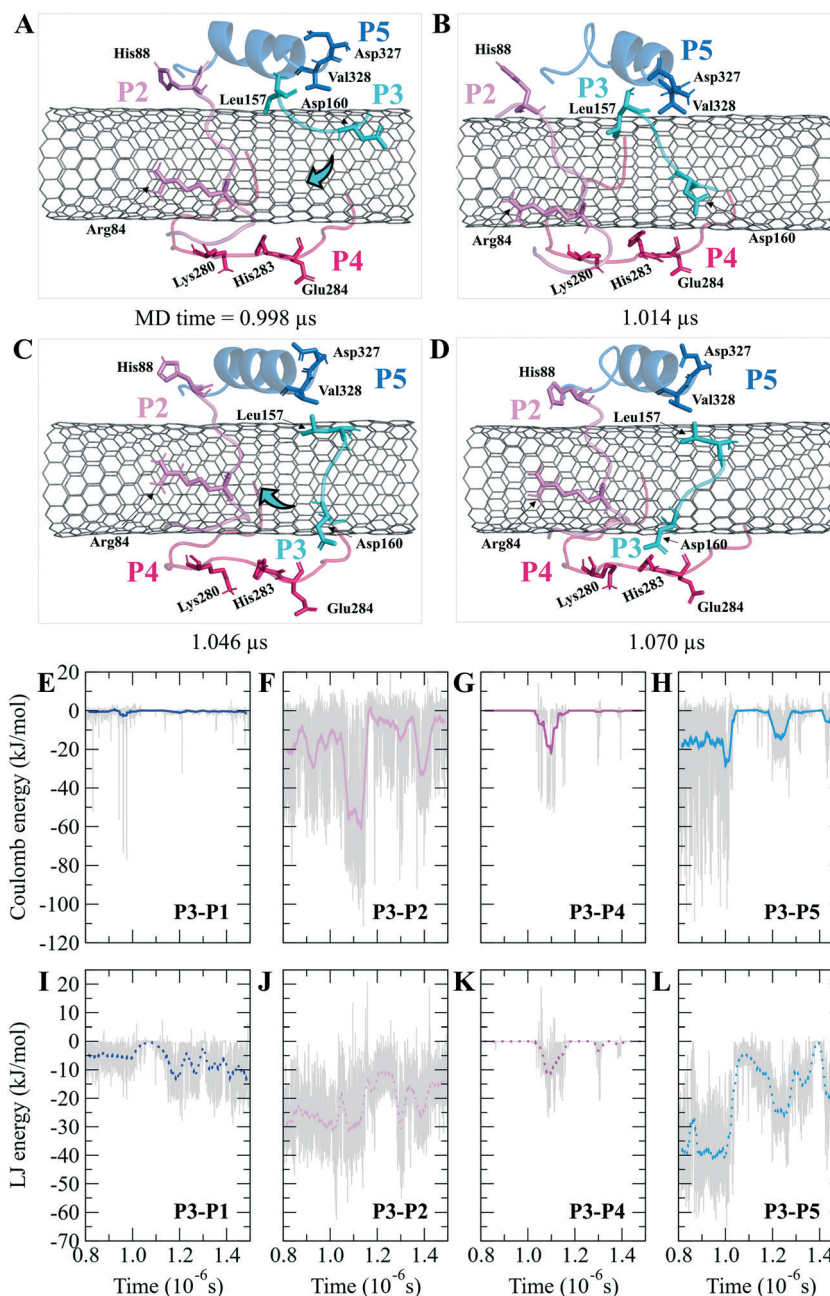 A
His88
P2
P5
Asp327
Val328
Leu157
Asp160
P3
Arg84
Lys280
His283
Glu284
P4
MD time = 0.998 µs
B
His88
P2
P5
Asp327
P3
Val328
Leu157
Arg84
Asp160
Lys280
His283
P4
Glu284
1.014 µs
C
His88
P2
Asp327
P5
Val328
Leu157
Arg84
P3
Asp160
P4
Lys280
His283
Glu284
1.046 µs
D
His88
P2
Asp327
P5
Val328
Leu157
Arg84
P3
Asp160
P4
Lys280
His283
Glu284
1.070 µs
E F G H
Coulomb energy (kJ/mol)
20
0
-20
-40
-60
-80
-100
-120
P3-P1 P3-P2 P3-P4 P3-P5
I J K L
LJ energy (kJ/mol)
20
10
0
-10
-20
-30
-40
-50
-60
-70
P3-P1 P3-P2 P3-P4 P3-P5
0.8 1.0 1.2 1.4 0.8 1.0 1.2 1.4 0.8 1.0 1.2 1.4 0.8 1.0 1.2 1.4
Time (10⁻⁶s) Time (10⁻⁶s) Time (10⁻⁶s) Time (10⁻⁶s)